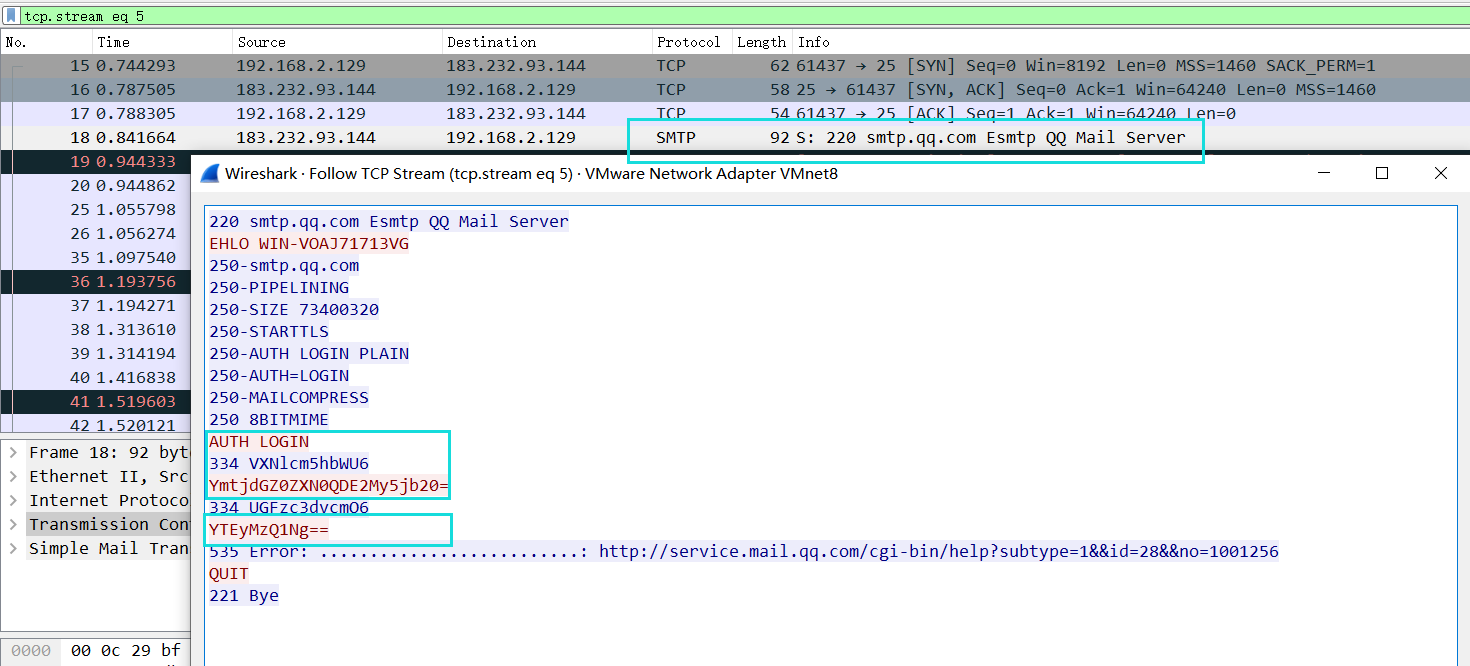 tcp.stream eq 5
No. Time Source Destination Protocol Length Info
15 0.744293 192.168.2.129 183.232.93.144 TCP 62 61437 → 25 [SYN] Seq=0 Win=8192 Len=0 MSS=1460 SACK_PERM=1
16 0.787505 183.232.93.144 192.168.2.129 TCP 58 25 → 61437 [SYN, ACK] Seq=0 Ack=1 Win=64240 Len=0 MSS=1460
17 0.788305 192.168.2.129 183.232.93.144 TCP 54 61437 → 25 [ACK] Seq=1 Ack=1 Win=64240 Len=0
18 0.841664 183.232.93.144 192.168.2.129 SMTP 92 S: 220 smtp.qq.com Esmtp QQ Mail Server
19 0.944333
20 0.944862
25 1.055798
26 1.056274
35 1.097540
36 1.193756
37 1.194271
38 1.313610
39 1.314194
40 1.416838
41 1.519603
42 1.520121
Frame 18: 92 byt
Ethernet II, Src
Internet Protoco
Transmission Con
Simple Mail Tran
0000 00 0c 29 bf
Wireshark · Follow TCP Stream (tcp.stream eq 5) · VMware Network Adapter VMnet8
220 smtp.qq.com Esmtp QQ Mail Server
EHLO WIN-VOAJ71713VG
250-smtp.qq.com
250-PIPELINING
250-SIZE 73400320
250-STARTTLS
250-AUTH LOGIN PLAIN
250-AUTH=LOGIN
250-MAILCOMPRESS
250 8BITMIME
AUTH LOGIN
334 VXNlcm5hbWU6
YmtjdGZ0ZXN0QDE2My5jb20=
334 UGFzc3dvcmQ6
YTEyMzQ1Ng==
535 Error: ..........................: http://service.mail.qq.com/cgi-bin/help?subtype=1&&id=28&&no=1001256
QUIT
221 Bye